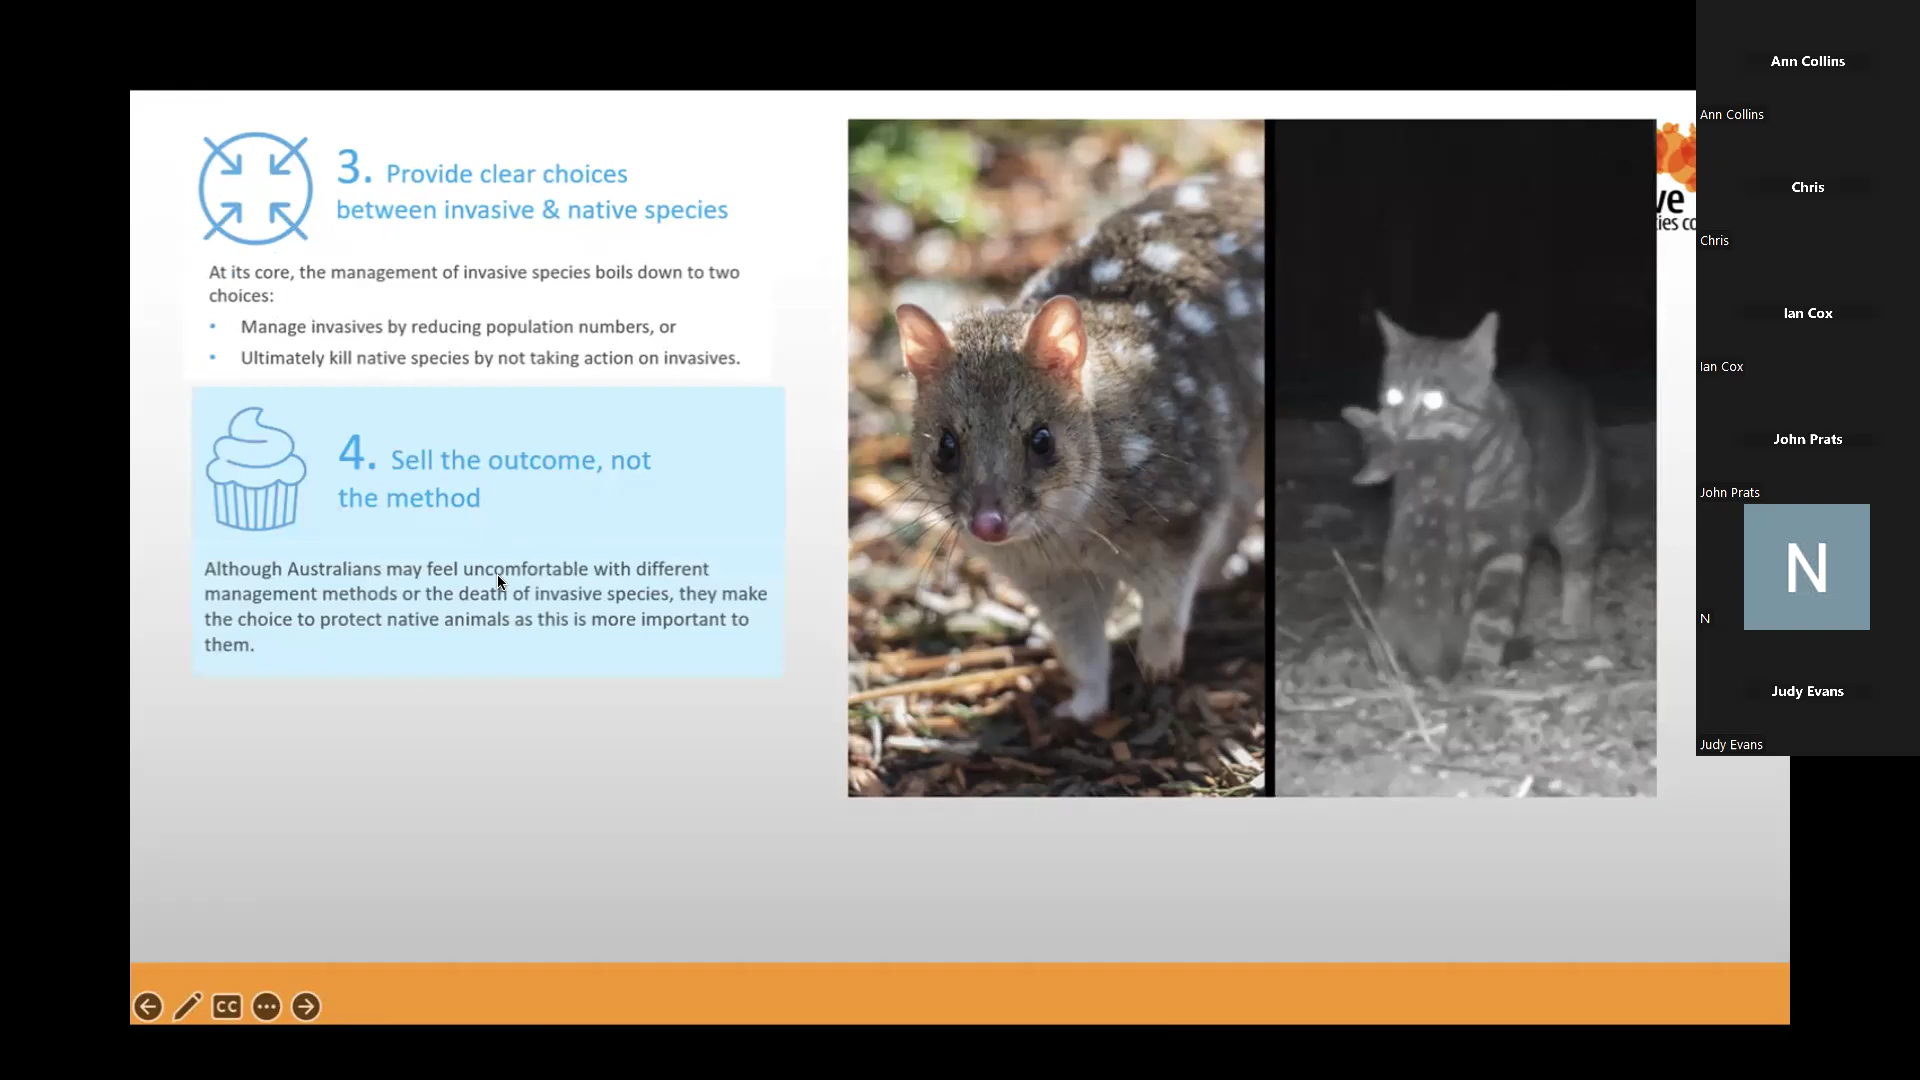 3. Provide clear choices
between invasive & native species
At its core, the management of invasive species boils down to two
choices:
• Manage invasives by reducing population numbers, or
• Ultimately kill native species by not taking action on invasives.
4. Sell the outcome, not
the method
Although Australians may feel uncomfortable with different
management methods or the death of invasive species, they make
the choice to protect native animals as this is more important to
them.
CC
Ann Collins
Ann Collins
Chris
Chris
Ian Cox
Ian Cox
John Prats
John Prats
N
N
Judy Evans
Judy Evans